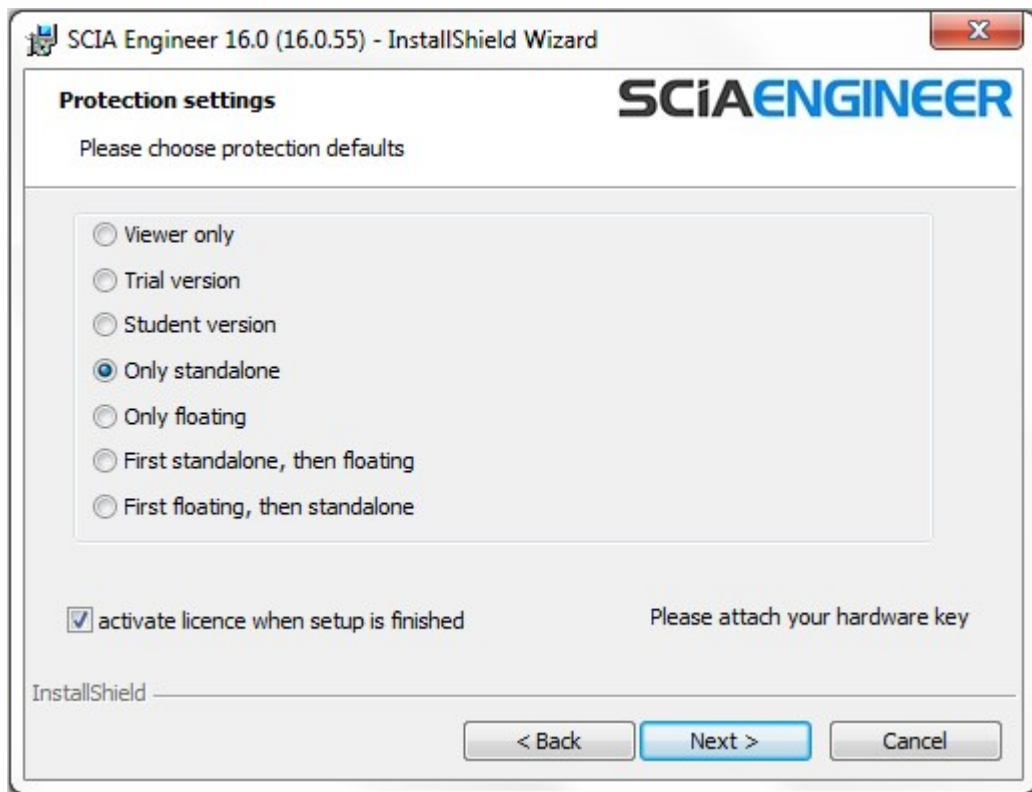 SCIA Engineer 16.0 (16.0.55) - InstallShield Wizard
Protection settings
SCiAENGINEER
Please choose protection defaults
Viewer only
Trial version
Student version
Only standalone
Only floating
First standalone, then floating
First floating, then standalone
activate licence when setup is finished
Please attach your hardware key
InstallShield
< Back
Next >
Cancel